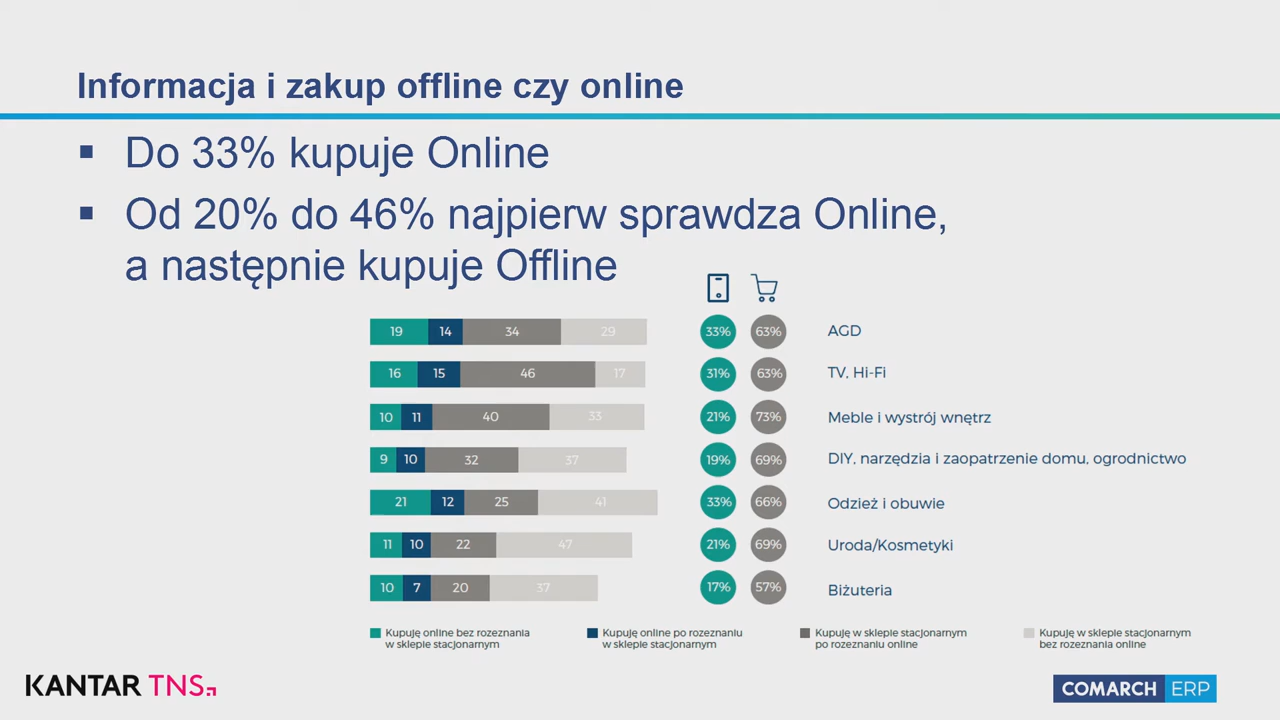 Informacja i zakup offline czy online
▪ Do 33% kupuje Online
▪ Od 20% do 46% najpierw sprawdza Online,
a następnie kupuje Offline
19 14 34 29 33% 63% AGD
16 15 46 17 31% 63% TV, Hi-Fi
10 11 40 33 21% 73% Meble i wystrój wnętrz
9 10 32 37 19% 69% DIY, narzędzia i zaopatrzenie domu, ogrodnictwo
21 12 25 41 33% 66% Odzież i obuwie
11 10 22 47 21% 69% Uroda/Kosmetyki
10 7 20 37 17% 57% Biżuteria
Kupuję online bez rozeznania
w sklepie stacjonarnym
Kupuję online po rozeznaniu
w sklepie stacjonarnym
Kupuję w sklepie stacjonarnym
po rozeznaniu online
Kupuję w sklepie stacjonarnym
bez rozeznania online
KANTAR TNS.
COMARCH ERP